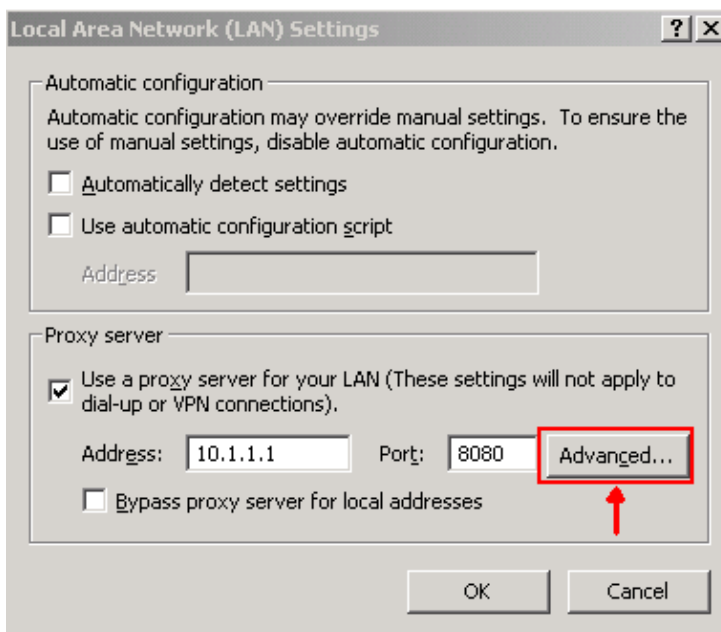 Local Area Network (LAN) Settings
Automatic configuration
Automatic configuration may override manual settings. To ensure the
use of manual settings, disable automatic configuration.
Automatically detect settings
Use automatic configuration script
Address
Proxy server
Use a proxy server for your LAN (These settings will not apply to
dial-up or VPN connections).
Address: 10.1.1.1 Port: 8080 Advanced...
Bypass proxy server for local addresses
OK Cancel